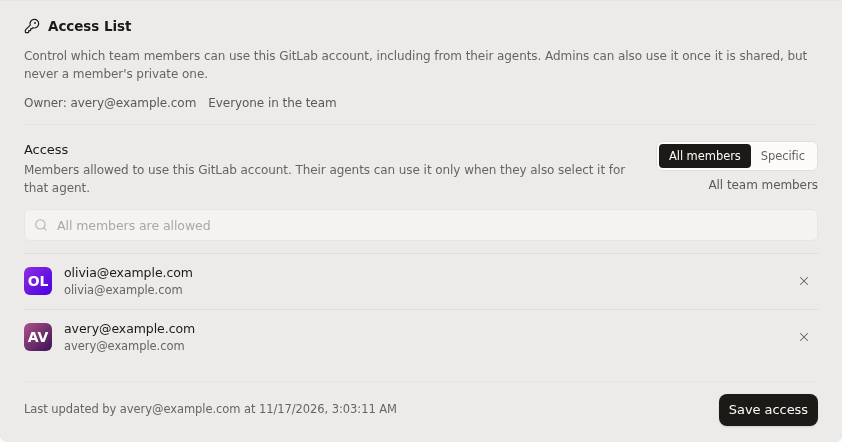 Access List
Control which team members can use this GitLab account, including from their agents. Admins can also use it once it is shared, but
never a member's private one.
Owner: avery@example.com Everyone in the team
Access
Members allowed to use this GitLab account. Their agents can use it only when they also select it for
that agent.
All members Specific
All team members
All members are allowed
OL
olivia@example.com
olivia@example.com
AV
avery@example.com
avery@example.com
Last updated by avery@example.com at 11/17/2026, 3:03:11 AM
Save access